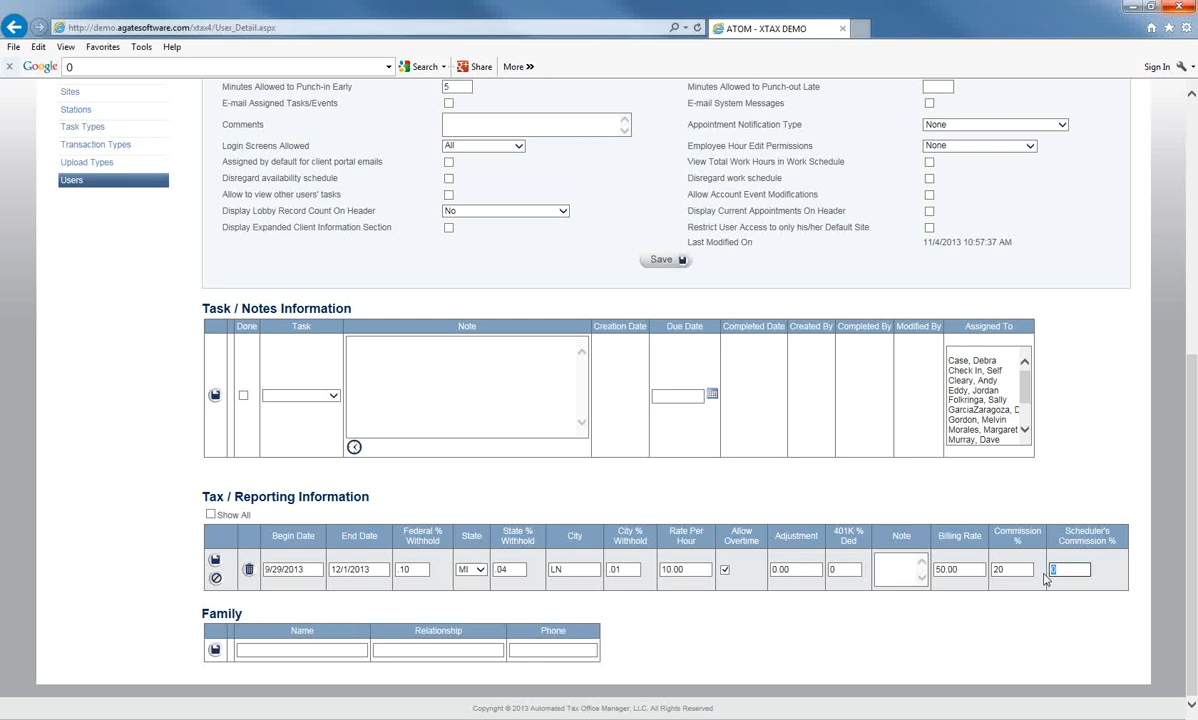 http://demo.agatesoftware.com/xtax4/User_Detail.aspx
ATOM - XTAX DEMO
File Edit View Favorites Tools Help
Google 0 Search Share More » Sign In
Sites
Stations
Task Types
Transaction Types
Upload Types
Users
Minutes Allowed to Punch-in Early 5 Minutes Allowed to Punch-out Late
E-mail Assigned Tasks/Events E-mail System Messages
Comments Appointment Notification Type None
Login Screens Allowed All Employee Hour Edit Permissions None
Assigned by default for client portal emails View Total Work Hours in Work Schedule
Disregard availability schedule Disregard work schedule
Allow to view other users' tasks Allow Account Event Modifications
Display Lobby Record Count On Header No Display Current Appointments On Header
Display Expanded Client Information Section Restrict User Access to only his/her Default Site
Last Modified On 11/4/2013 10:57:37 AM
Save
Task / Notes Information
Done Task Note Creation Date Due Date Completed Date Created By Completed By Modified By Assigned To
Case, Debra
Check In, Self
Cleary, Andy
Eddy, Jordan
Folkringa, Sally
GarciaZaragoza, D
Gordon, Melvin
Morales, Margaret
Murray, Dave
Tax / Reporting Information
Show All
Begin Date End Date Federal % Withhold State State % Withhold City City % Withhold Rate Per Hour Allow Overtime Adjustment 401K % Ded Note Billing Rate Commission % Scheduler's Commission %
9/29/2013 12/1/2013 .10 MI .04 LN .01 10.00 0.00 0 50.00 20 0
Family
Name Relationship Phone
Copyright © 2013 Automated Tax Office Manager, LLC. All Rights Reserved